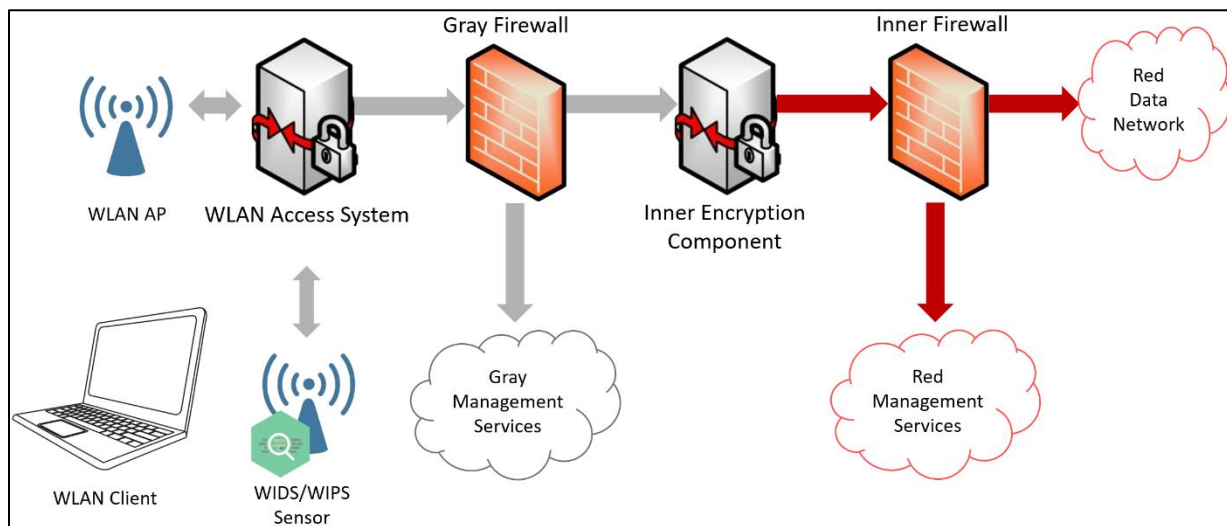 Gray Firewall
Inner Firewall
Red
Data
Network
WLAN AP
WLAN Access System
Inner Encryption
Component
Gray
Management
Services
Red
Management
Services
WLAN Client
WIDS/WIPS
Sensor